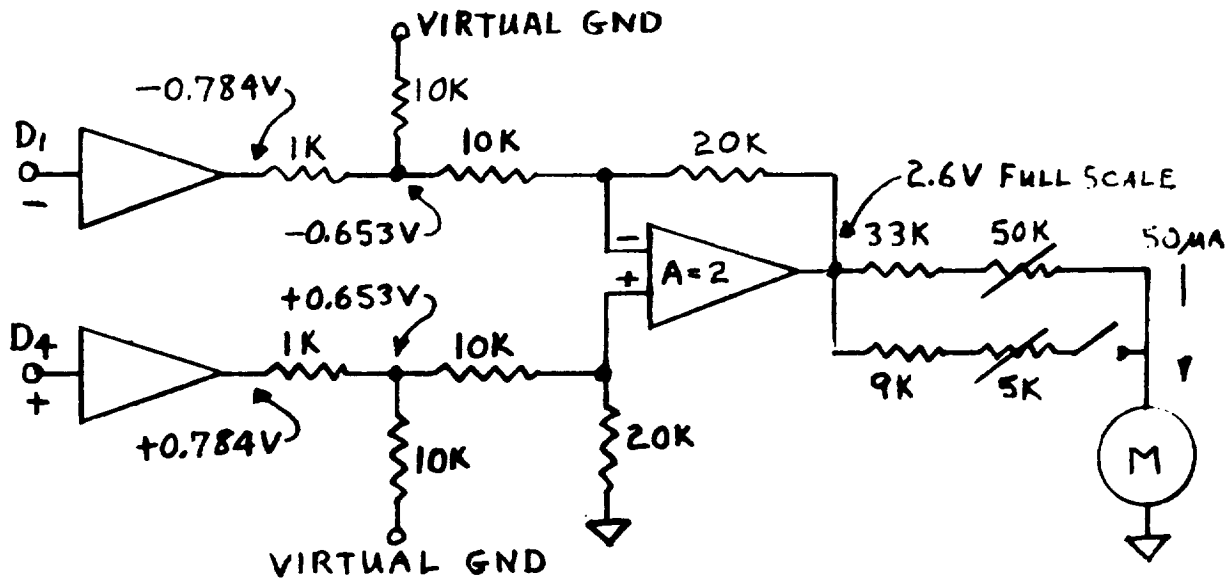 VIRTUAL GND
-0.784V
10K
D1
-
1K
10K
20K
2.6V FULL SCALE
-0.653V
33K
50K
50µA
-
+
A=2
+0.653V
D4
+
1K
10K
9K
5K
+0.784V
10K
20K
M
VIRTUAL GND